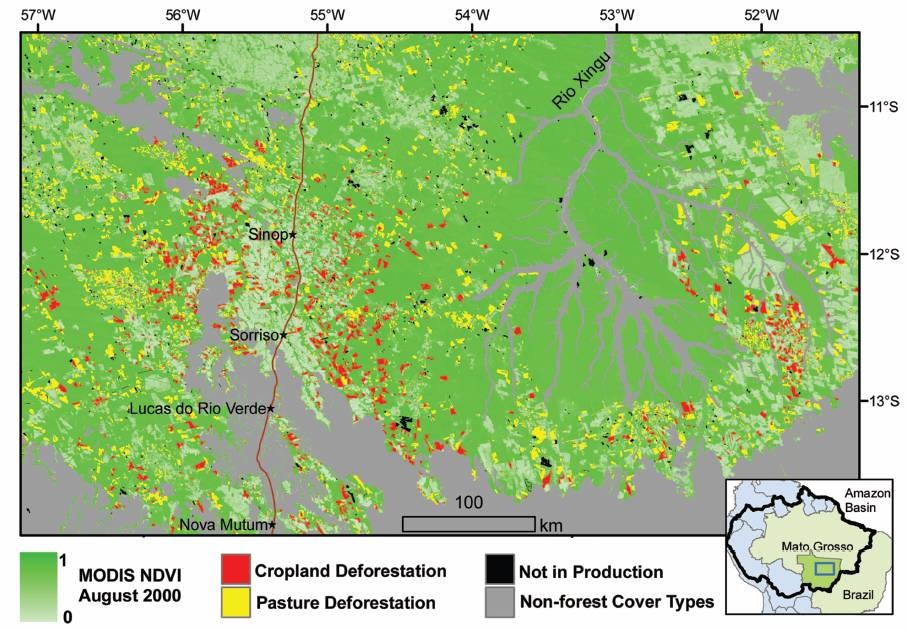 57°W 56°W 55°W 54°W 53°W 52°W
Rio Xingu
11°S
Sinop
12°S
Sorriso
Lucas do Rio Verde
13°S
Nova Mutum
100
km
Amazon
Basin
Mato Grosso
Brazil
1
MODIS NDVI
August 2000
0
Cropland Deforestation
Pasture Deforestation
Not in Production
Non-forest Cover Types